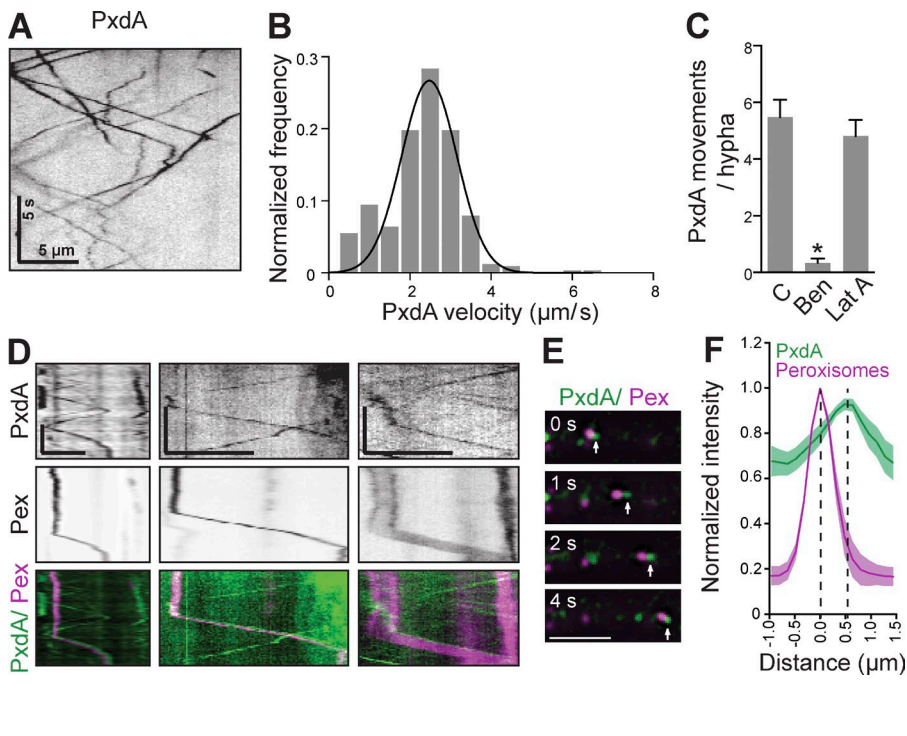 A
PxdA
5 s
5 µm
B
Normalized frequency
0.3
0.2
0.1
0
0 2 4 6 8
PxdA velocity (µm/s)
C
PxdA movements
/ hypha
8
6
4
2
0
*
C Ben Lat A
D
PxdA
Pex
PxdA/ Pex
E
PxdA/ Pex
0 s
1 s
2 s
4 s
F
PxdA
Peroxisomes
Normalized intensity
1.2
1.0
0.8
0.6
0.4
0.2
0
-1.0 -0.5 0.0 0.5 1.0 1.5
Distance (µm)